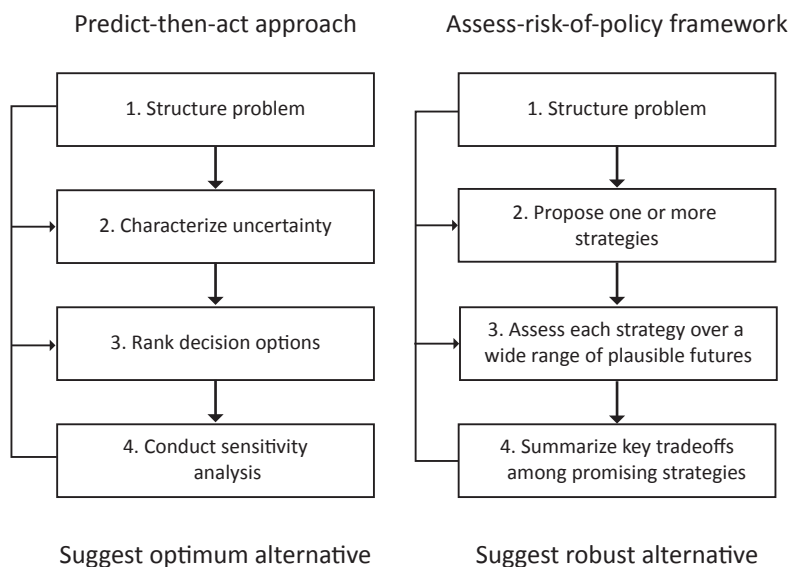 Predict-then-act approach
1. Structure problem
2. Characterize uncertainty
3. Rank decision options
4. Conduct sensitivity
analysis
Suggest optimum alternative
Assess-risk-of-policy framework
1. Structure problem
2. Propose one or more
strategies
3. Assess each strategy over a
wide range of plausible futures
4. Summarize key tradeoffs
among promising strategies
Suggest robust alternative